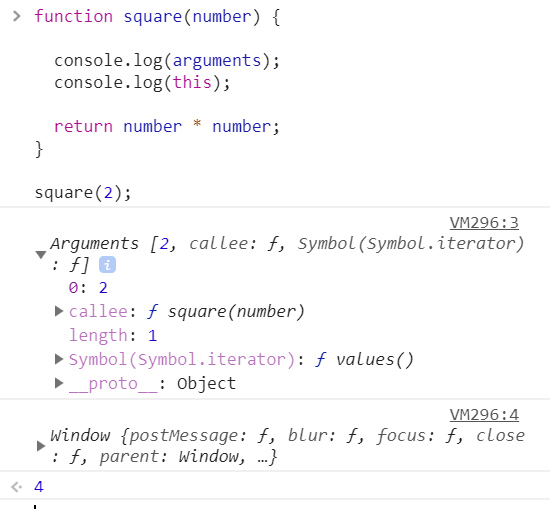 > function square(number) {
console.log(arguments);
console.log(this);
return number * number;
}
square(2);
VM296:3
Arguments [2, callee: ƒ, Symbol(Symbol.iterator)
: ƒ] i
0: 2
callee: ƒ square(number)
length: 1
Symbol(Symbol.iterator): ƒ values()
__proto__: Object
VM296:4
Window {postMessage: ƒ, blur: ƒ, focus: ƒ, close
: ƒ, parent: Window, …}
4